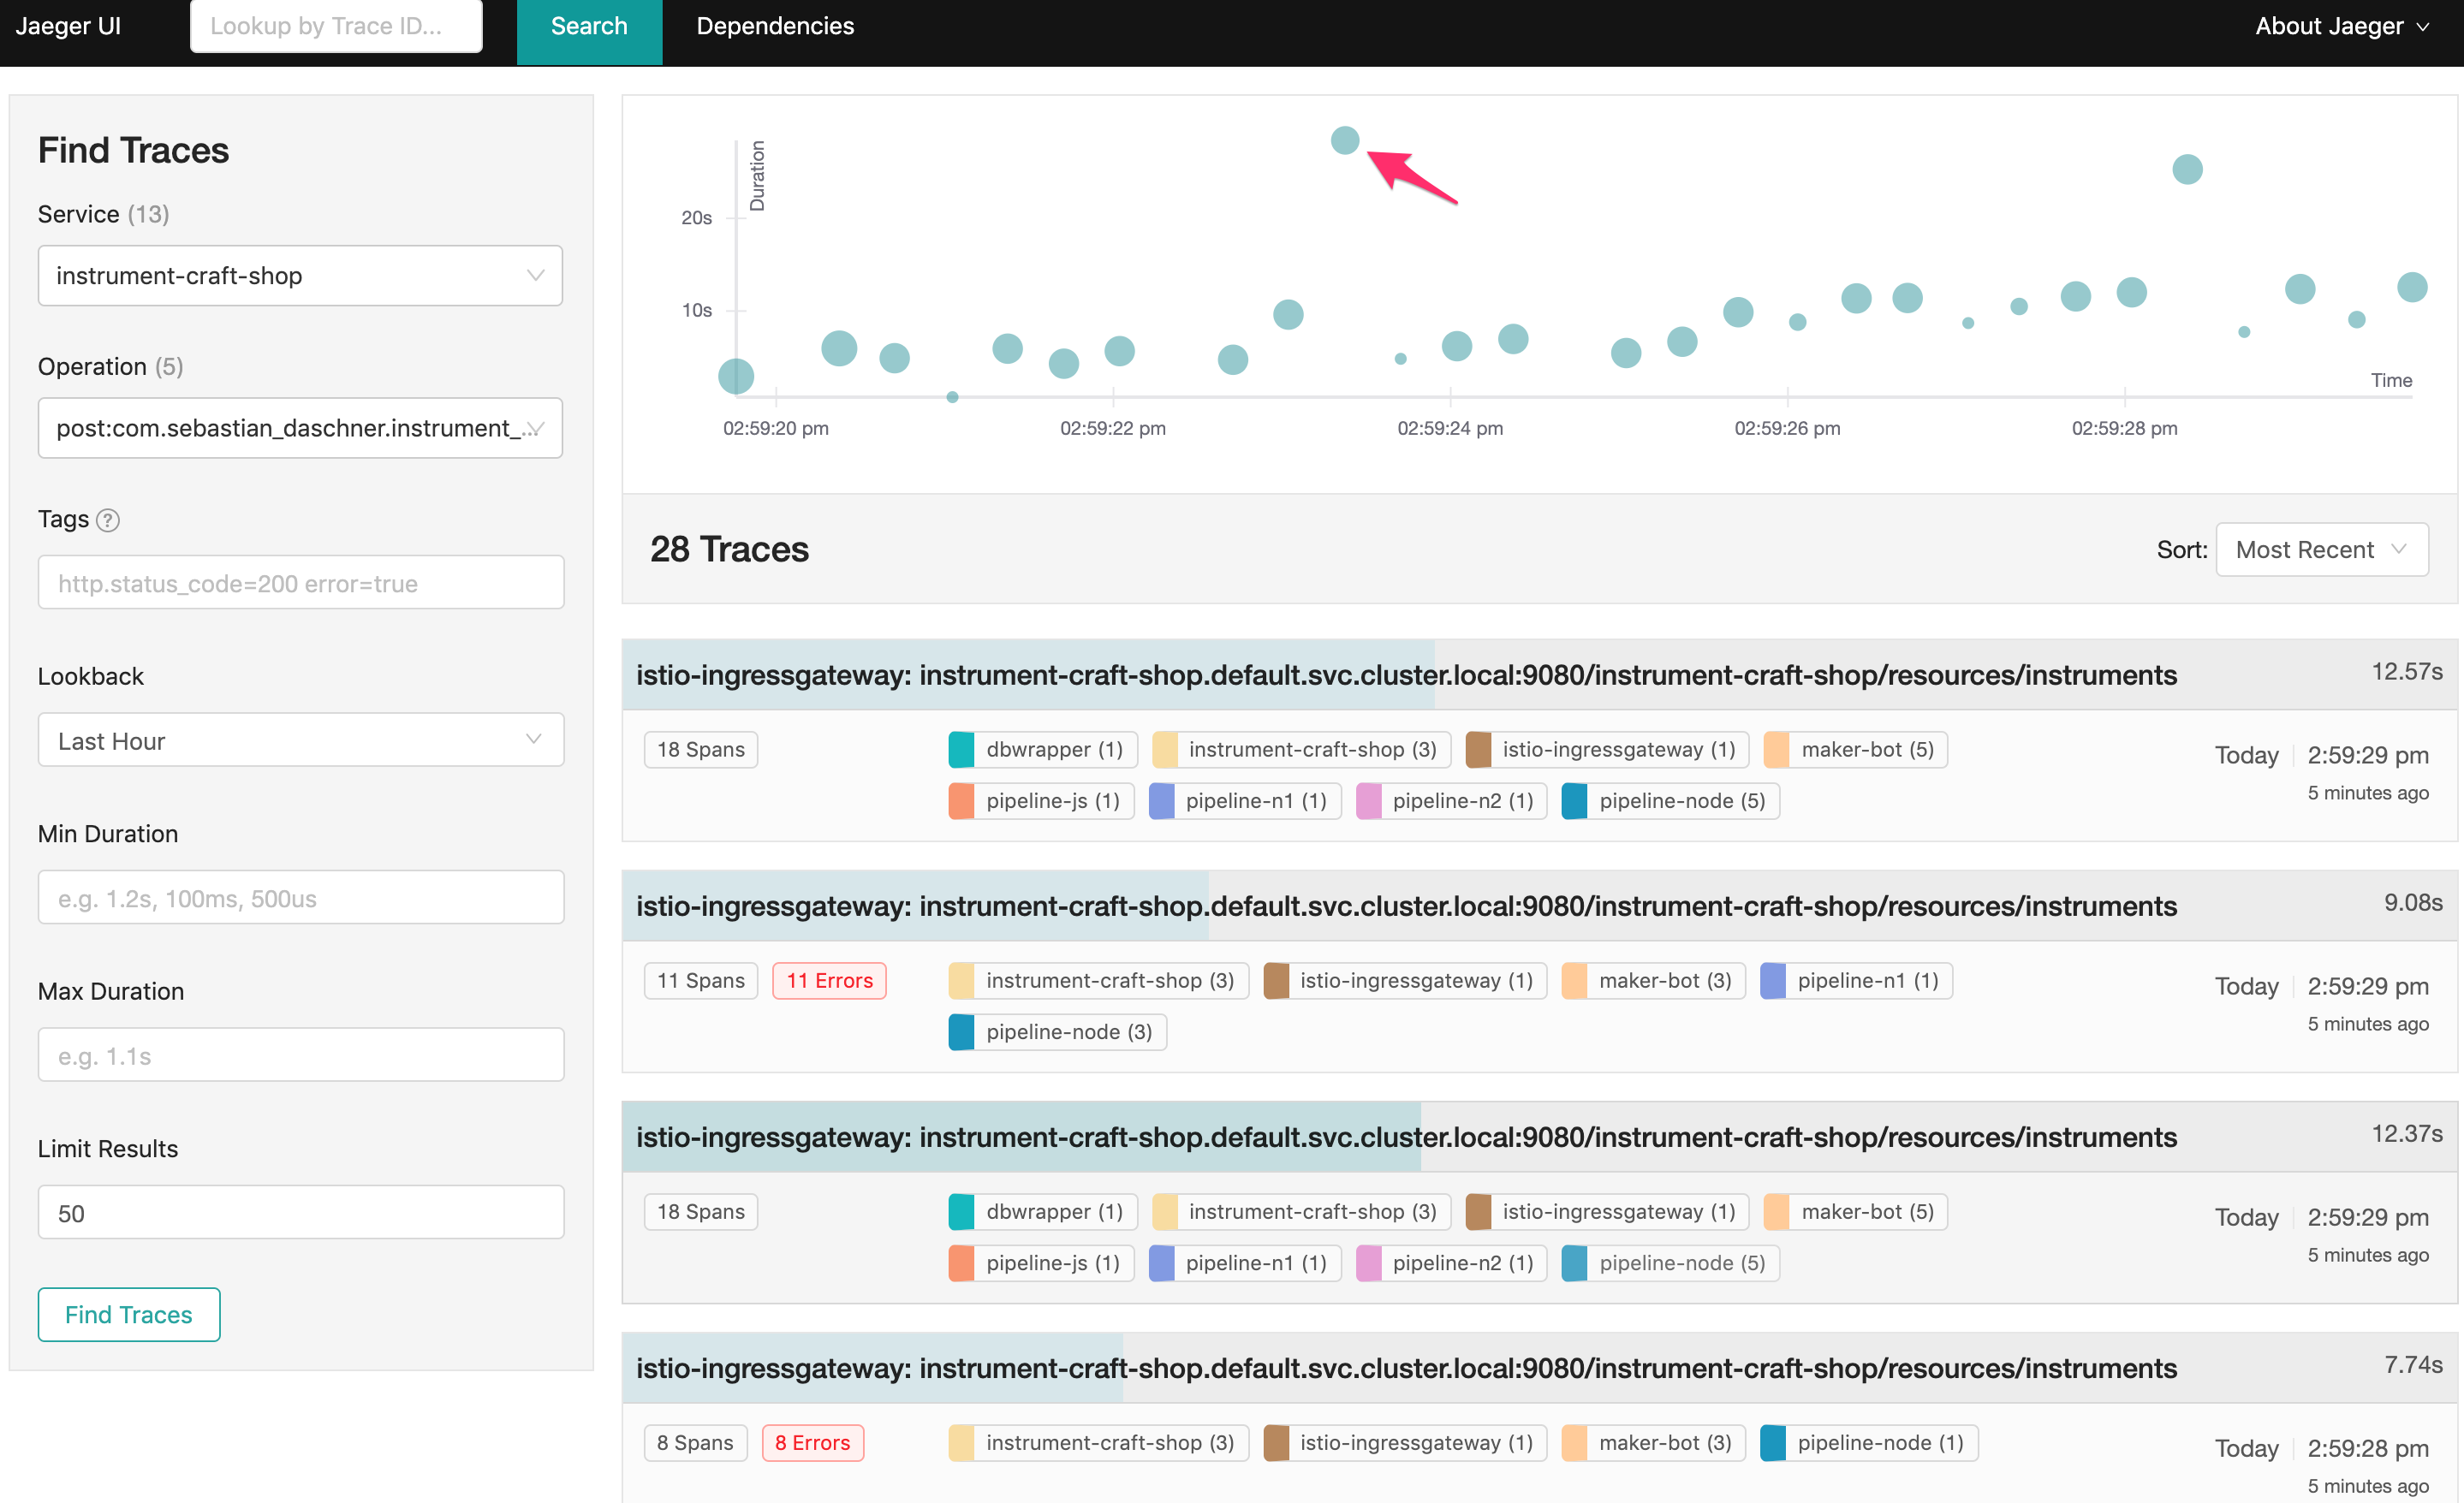 Jaeger UI
Lookup by Trace ID...
Search
Dependencies
About Jaeger
Find Traces
Service (13)
instrument-craft-shop
Operation (5)
post:com.sebastian_daschner.instrument_...
Tags ?
http.status_code=200 error=true
Lookback
Last Hour
Min Duration
e.g. 1.2s, 100ms, 500us
Max Duration
e.g. 1.1s
Limit Results
50
Find Traces
Duration
20s
10s
Time
02:59:20 pm
02:59:22 pm
02:59:24 pm
02:59:26 pm
02:59:28 pm
28 Traces
Sort: Most Recent
istio-ingressgateway: instrument-craft-shop.default.svc.cluster.local:9080/instrument-craft-shop/resources/instruments 12.57s
18 Spans
dbwrapper (1) instrument-craft-shop (3) istio-ingressgateway (1) maker-bot (5)
pipeline-js (1) pipeline-n1 (1) pipeline-n2 (1) pipeline-node (5)
Today 2:59:29 pm
5 minutes ago
istio-ingressgateway: instrument-craft-shop.default.svc.cluster.local:9080/instrument-craft-shop/resources/instruments 9.08s
11 Spans 11 Errors
instrument-craft-shop (3) istio-ingressgateway (1) maker-bot (3) pipeline-n1 (1)
pipeline-node (3)
Today 2:59:29 pm
5 minutes ago
istio-ingressgateway: instrument-craft-shop.default.svc.cluster.local:9080/instrument-craft-shop/resources/instruments 12.37s
18 Spans
dbwrapper (1) instrument-craft-shop (3) istio-ingressgateway (1) maker-bot (5)
pipeline-js (1) pipeline-n1 (1) pipeline-n2 (1) pipeline-node (5)
Today 2:59:29 pm
5 minutes ago
istio-ingressgateway: instrument-craft-shop.default.svc.cluster.local:9080/instrument-craft-shop/resources/instruments 7.74s
8 Spans 8 Errors
instrument-craft-shop (3) istio-ingressgateway (1) maker-bot (3) pipeline-node (1)
Today 2:59:28 pm
5 minutes ago